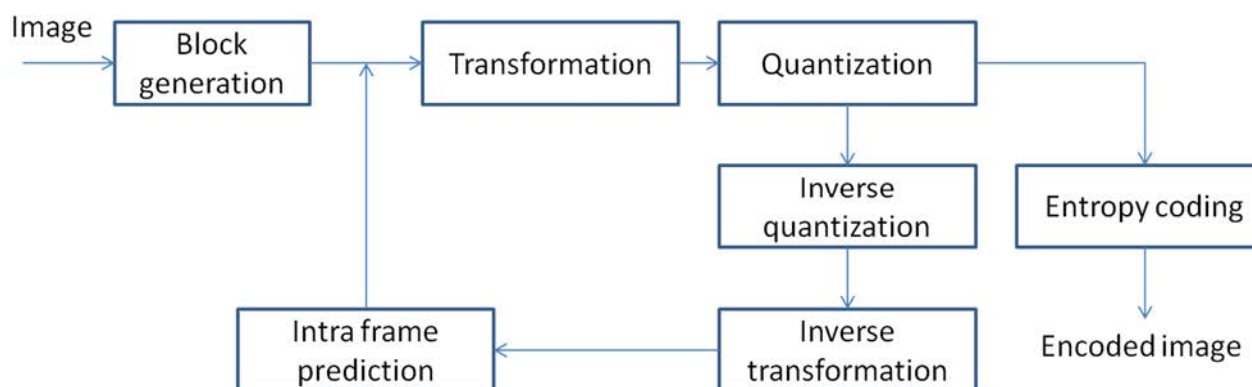 Image
Block
generation
Transformation
Quantization
Inverse
quantization
Entropy coding
Intra frame
prediction
Inverse
transformation
Encoded image